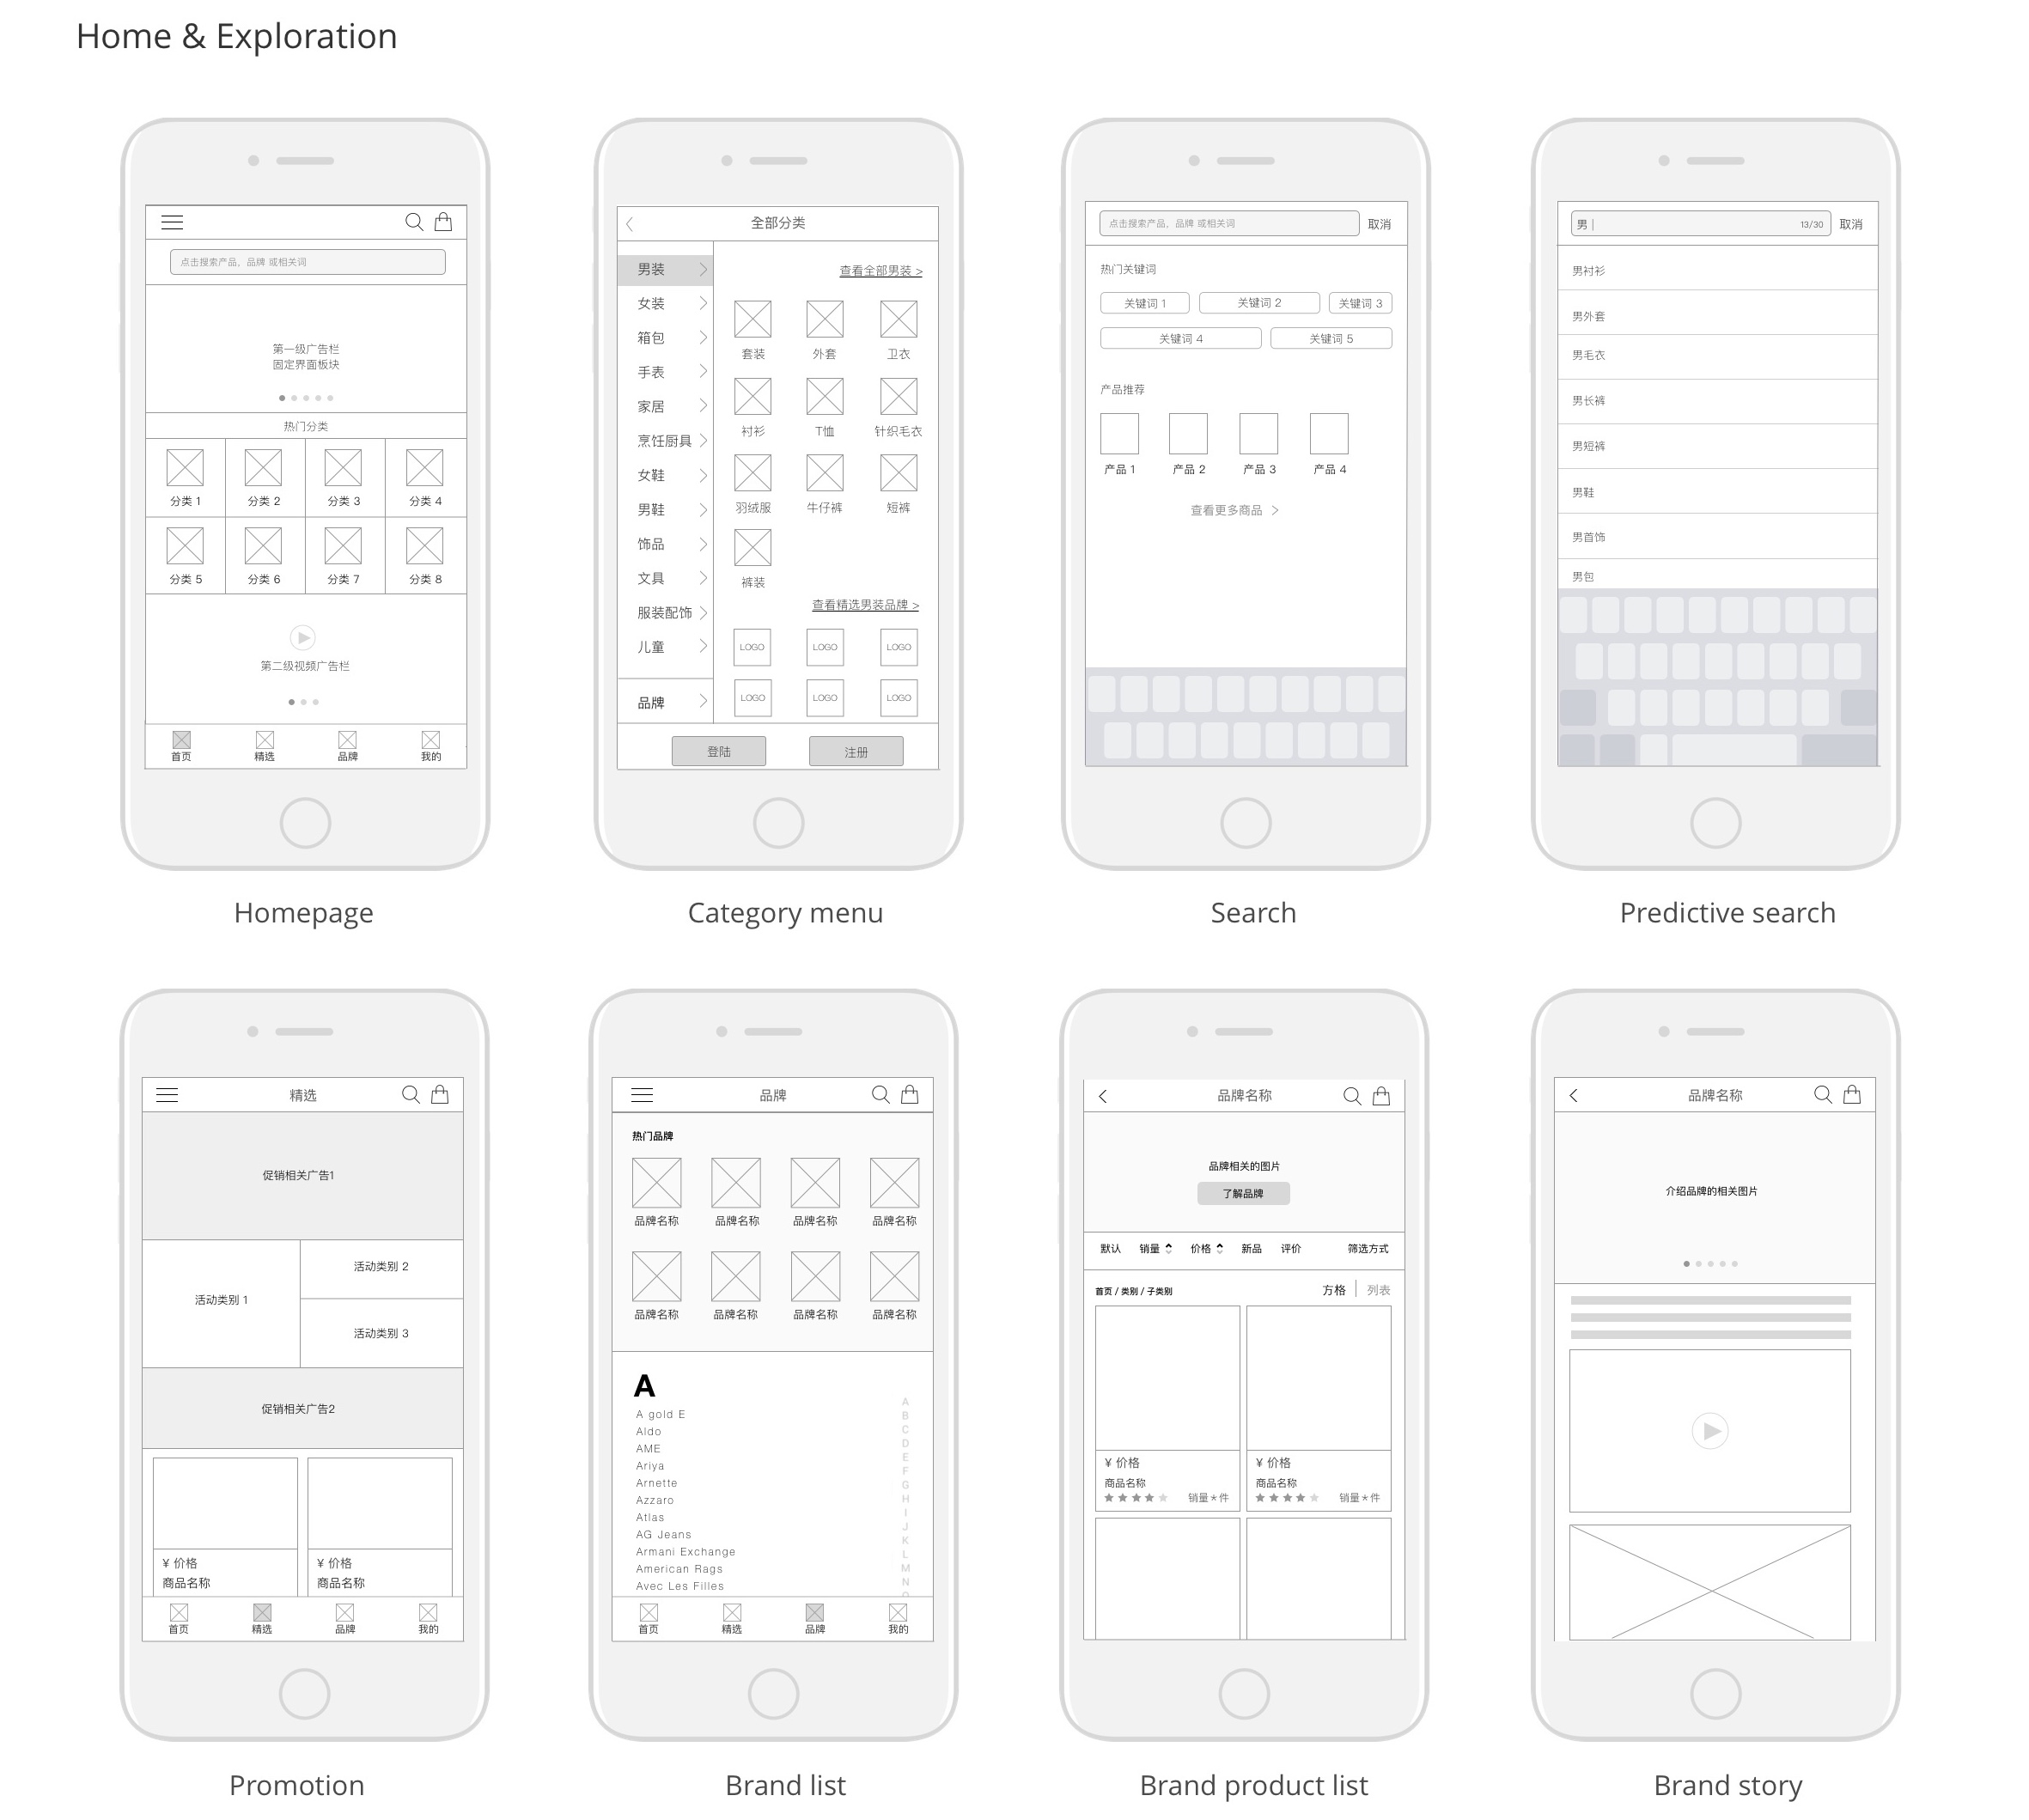 Home & Exploration
点击搜索产品，品牌 或相关词
第一级广告栏
固定界面板块
热门分类
分类 1 分类 2 分类 3 分类 4
分类 5 分类 6 分类 7 分类 8
第二级视频广告栏
首页 精选 品牌 我的
Homepage
全部分类
男装
女装
箱包
手表
家居
烹饪厨具
女鞋
男鞋
饰品
文具
服装配饰
儿童
品牌
查看全部男装 >
套装 外套 卫衣
衬衫 T恤 针织毛衣
羽绒服 牛仔裤 短裤
裤装
查看精选男装品牌 >
LOGO LOGO LOGO
LOGO LOGO LOGO
登陆 注册
Category menu
点击搜索产品，品牌 或相关词 取消
热门关键词
关键词 1 关键词 2 关键词 3
关键词 4 关键词 5
产品推荐
产品 1 产品 2 产品 3 产品 4
查看更多商品 >
Search
男 | 13/30 取消
男衬衫
男外套
男毛衣
男长裤
男短裤
男鞋
男首饰
男包
Predictive search
精选
促销相关广告1
活动类别 1
活动类别 2
活动类别 3
促销相关广告2
¥ 价格 ¥ 价格
商品名称 商品名称
首页 精选 品牌 我的
Promotion
品牌
热门品牌
品牌名称 品牌名称 品牌名称 品牌名称
品牌名称 品牌名称 品牌名称 品牌名称
A
A gold E
Aldo
AME
Ariya
Arnette
Azzaro
Atlas
AG Jeans
Armani Exchange
American Rags
Avec Les Filles
A
B
C
D
E
F
G
H
I
J
K
L
M
N
首页 精选 品牌 我的
Brand list
品牌名称
品牌相关的图片
了解品牌
默认 销量 价格 新品 评价 筛选方式
首页 / 类别 / 子类别 方格 | 列表
¥ 价格 ¥ 价格
商品名称 商品名称
销量＊件 销量＊件
Brand product list
品牌名称
介绍品牌的相关图片
Brand story